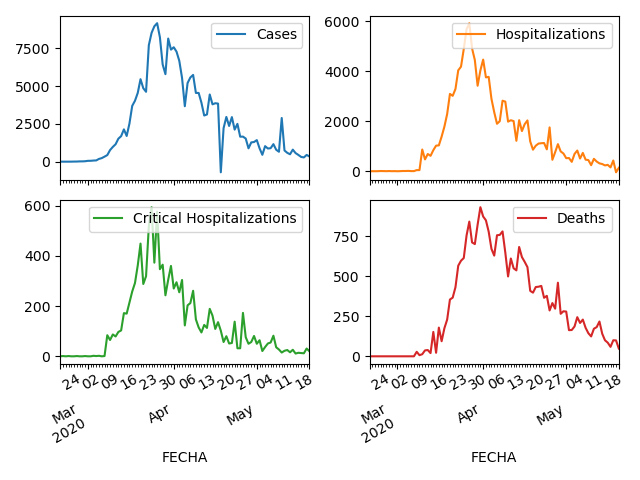 Cases
7500
5000
2500
0
Hospitalizations
6000
4000
2000
0
Critical Hospitalizations
600
400
200
0
24 02 09 16 23 30 06 13 20 27 04 11 18
Mar 2020 Apr May
FECHA
Deaths
750
500
250
0
24 02 09 16 23 30 06 13 20 27 04 11 18
Mar 2020 Apr May
FECHA